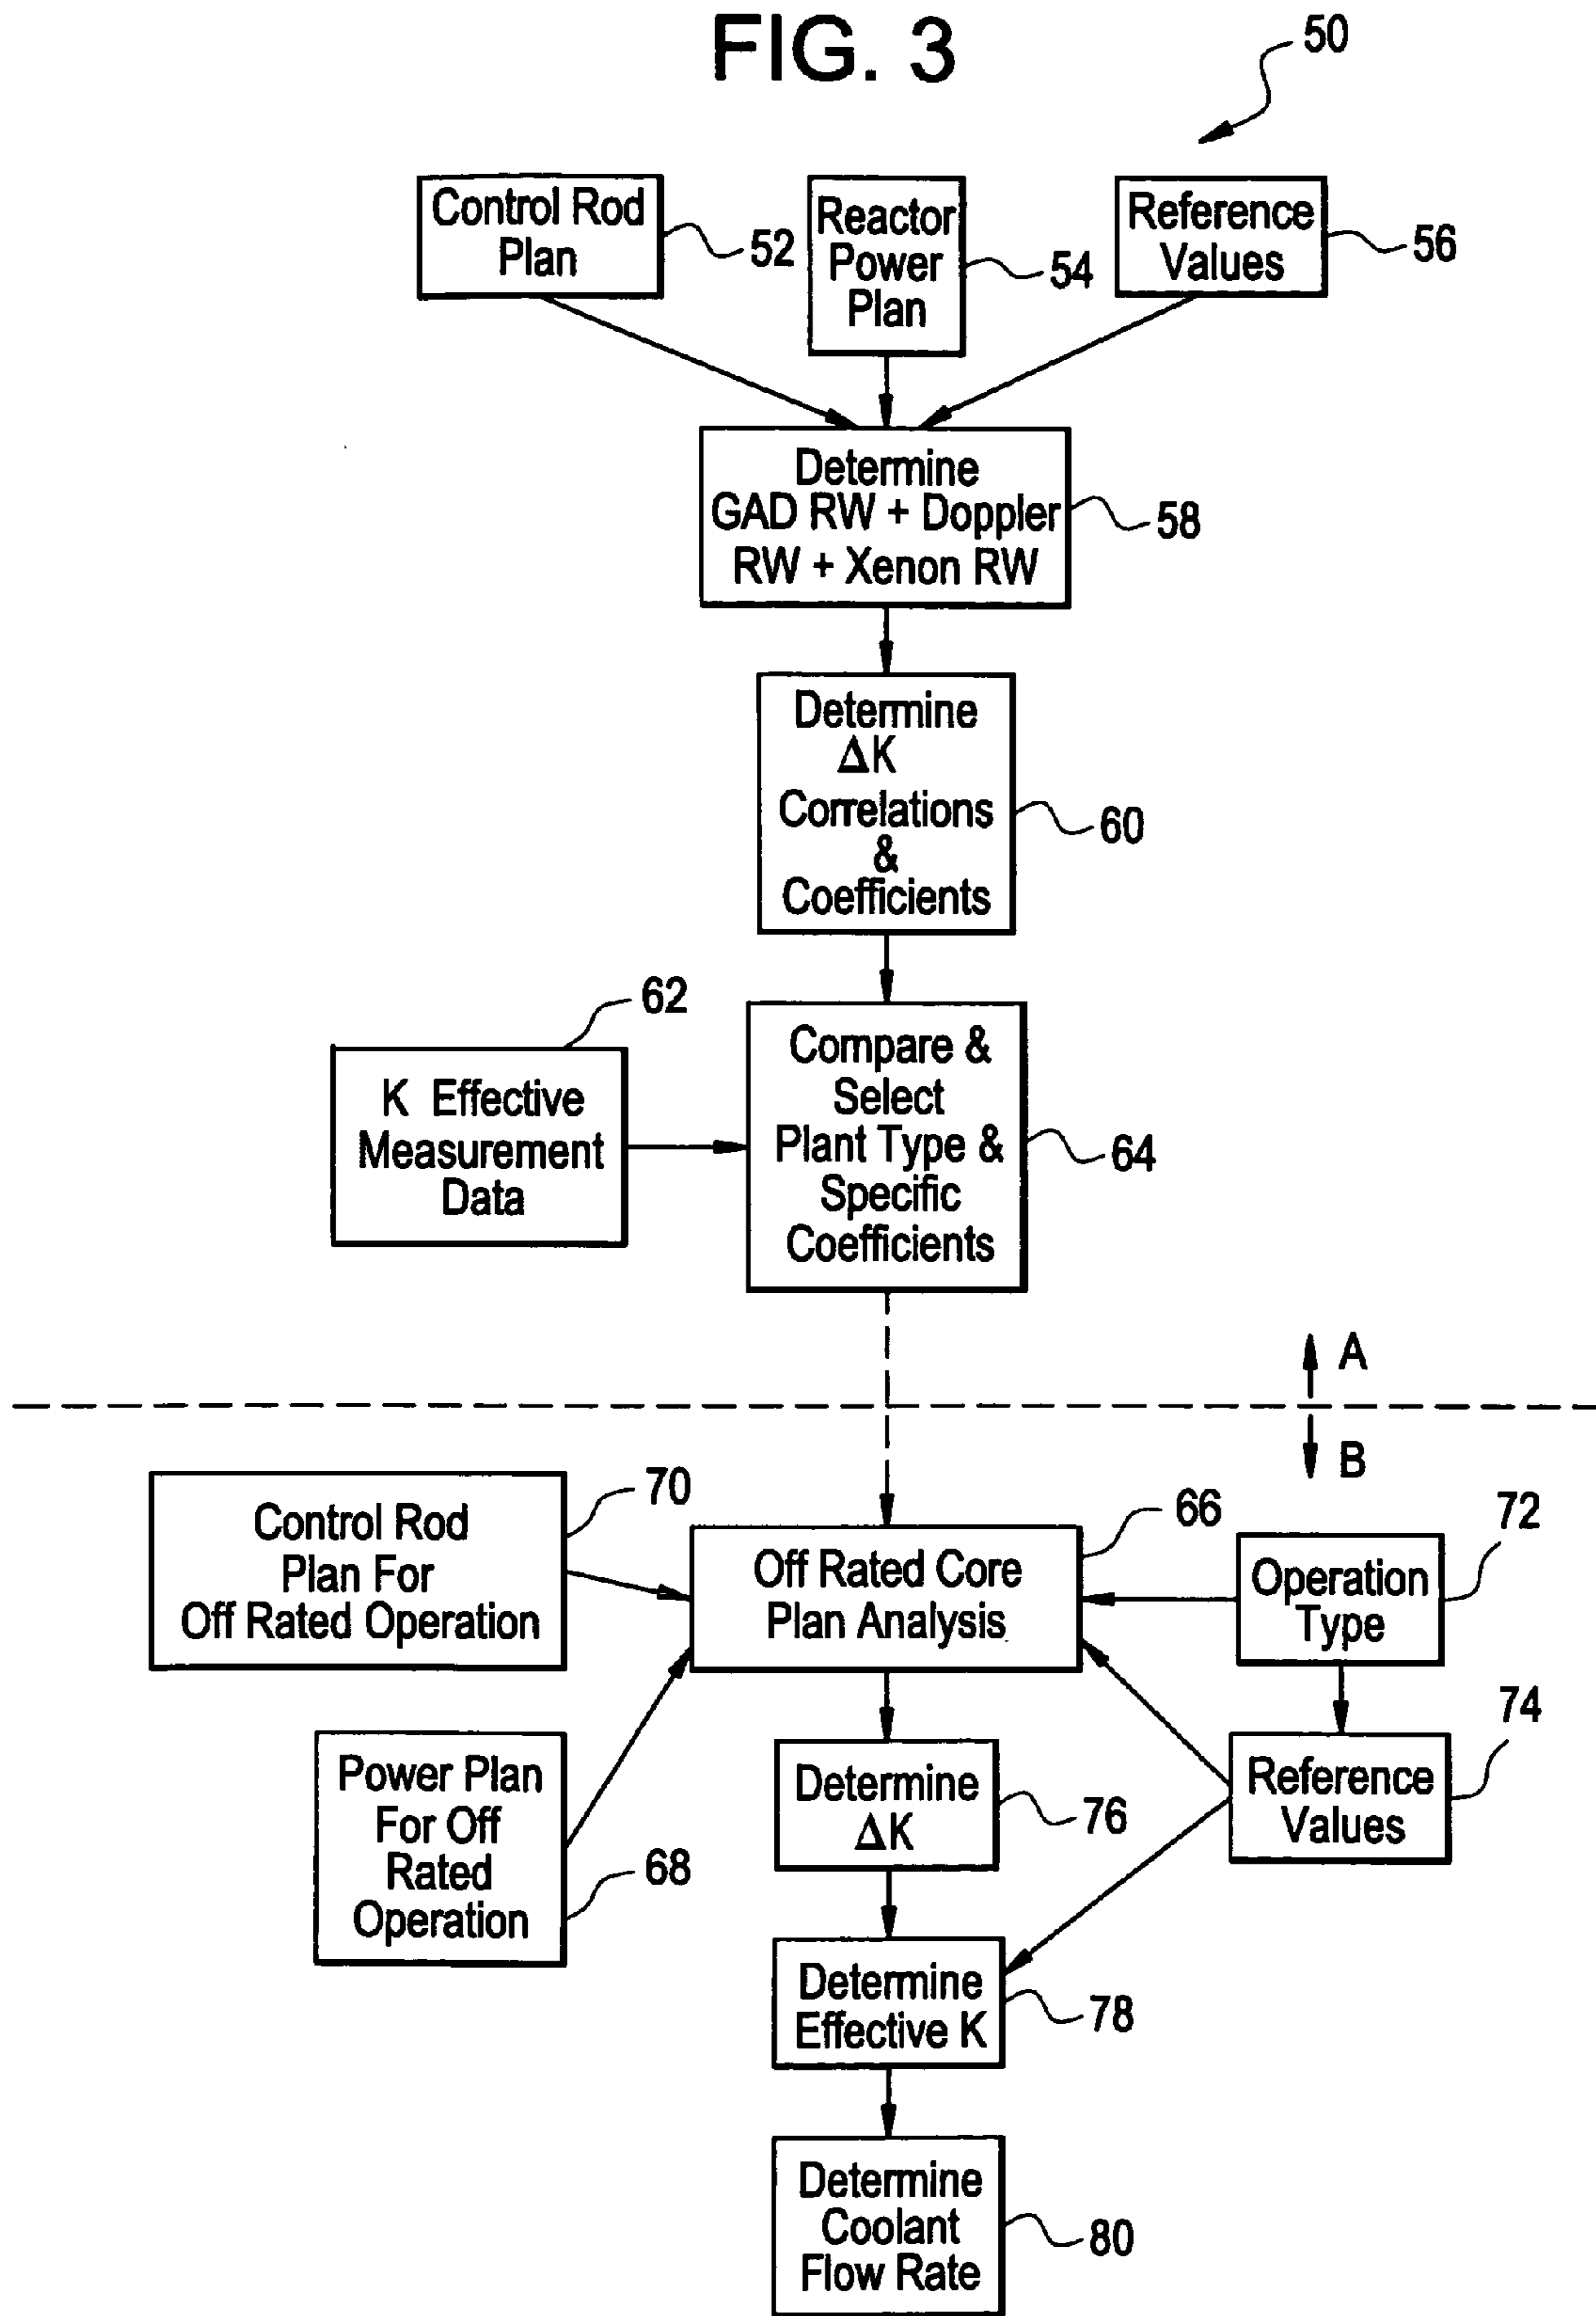 FIG. 3
50
Control Rod
Plan
52
Reactor
Power
Plan
54
Reference
Values
56
Determine
GAD RW + Doppler
RW + Xenon RW
58
Determine
ΔK
Correlations
&
Coefficients
60
62
K Effective
Measurement
Data
Compare &
Select
Plant Type &
Specific
Coefficients
64
A
B
70
Control Rod
Plan For
Off Rated Operation
66
Off Rated Core
Plan Analysis
72
Operation
Type
74
Reference
Values
Power Plan
For Off
Rated
Operation
68
Determine
ΔK
76
Determine
Effective K
78
Determine
Coolant
Flow Rate
80